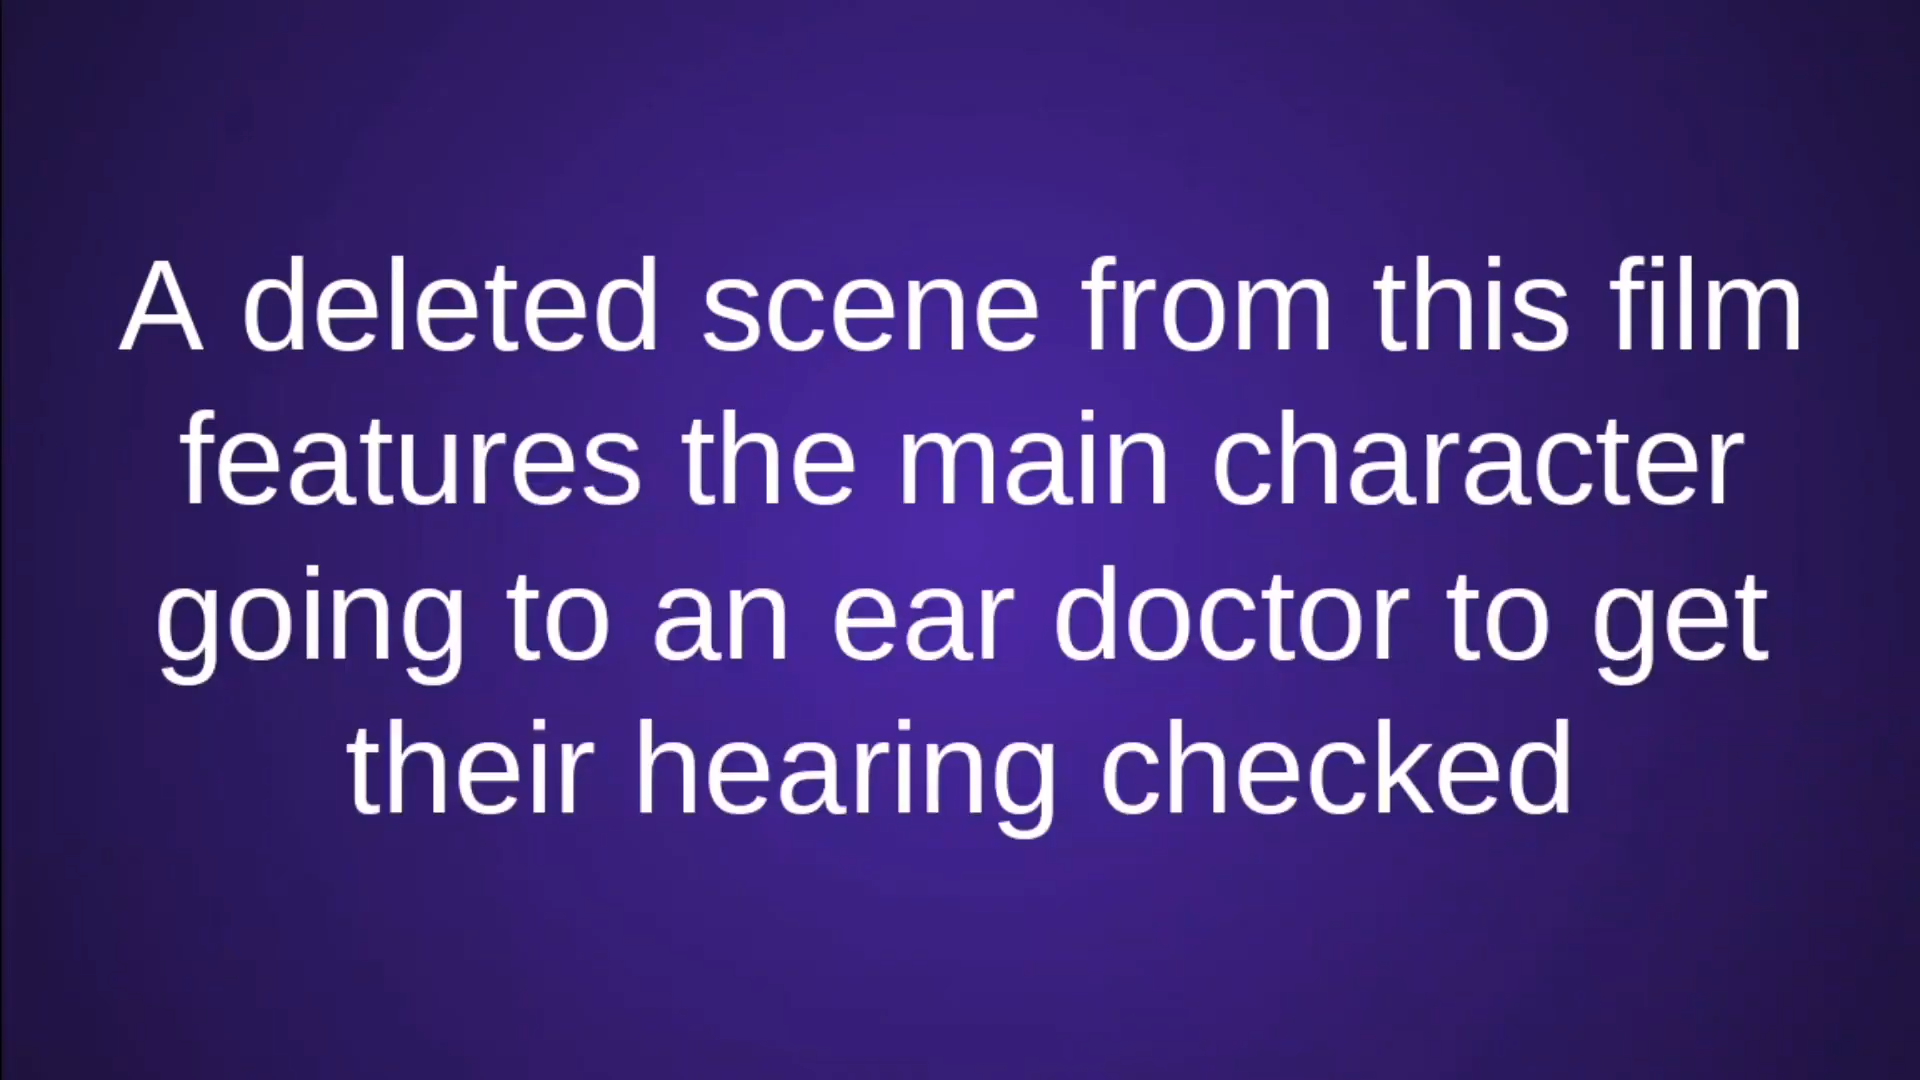 A deleted scene from this film
features the main character
going to an ear doctor to get
their hearing checked